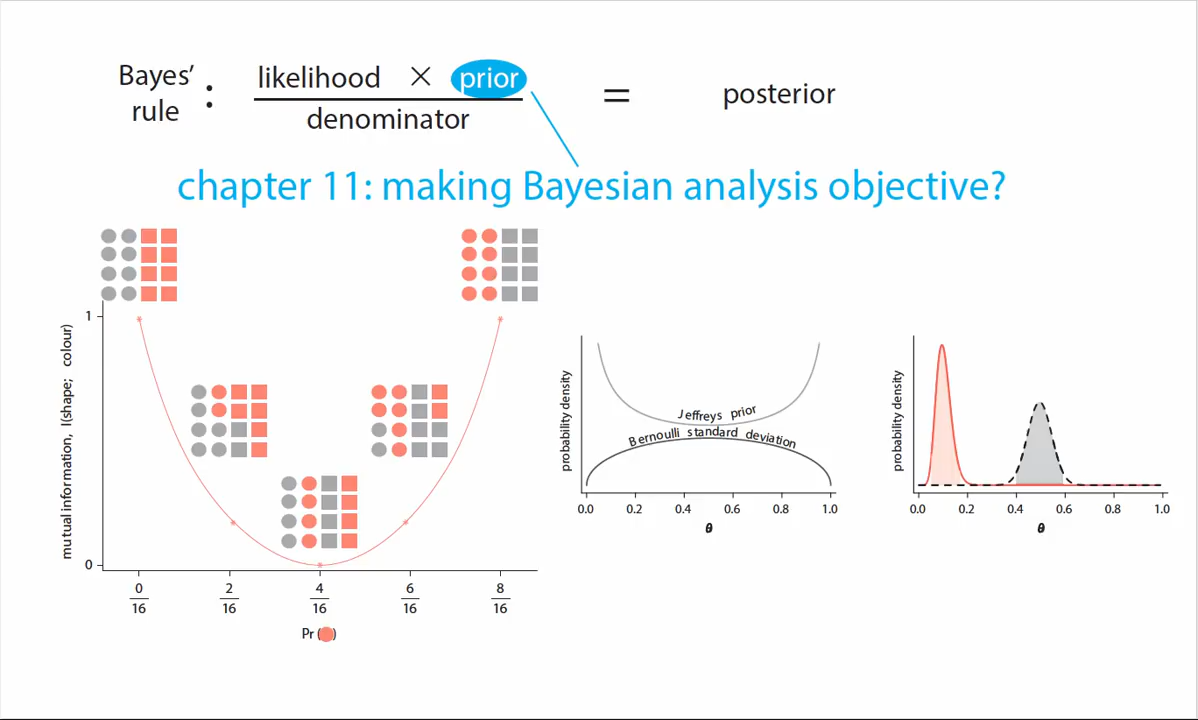 Bayes’ rule : likelihood × prior = posterior
denominator
chapter 11: making Bayesian analysis objective?
mutual information, I(shape; colour)
1
0
0 2 4 6 8
16 16 16 16 16
Pr ( )
probability density
Jeffreys prior
Bernoulli standard deviation
0.0 0.2 0.4 0.6 0.8 1.0
θ
probability density
0.0 0.2 0.4 0.6 0.8 1.0
θ